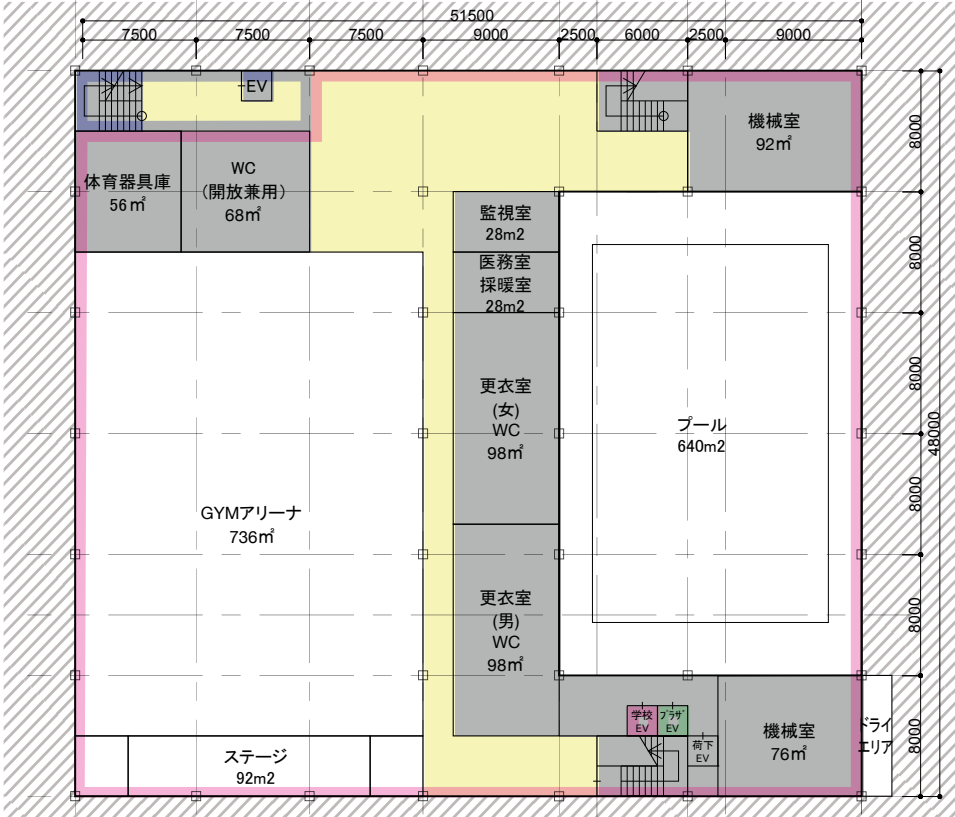 51500
7500
7500
7500
9000
2500
6000
2500
9000
EV
機械室
92㎡
8000
体育器具庫
56㎡
WC
(開放兼用)
68㎡
監視室
28m2
8000
医務室
採暖室
28m2
8000
更衣室
(女)
WC
98㎡
プール
640m2
48000
GYMアリーナ
736㎡
8000
更衣室
(男)
WC
98㎡
8000
学校
EV
プラザ
EV
荷下
EV
機械室
76㎡
ドライ
エリア
8000
ステージ
92m2